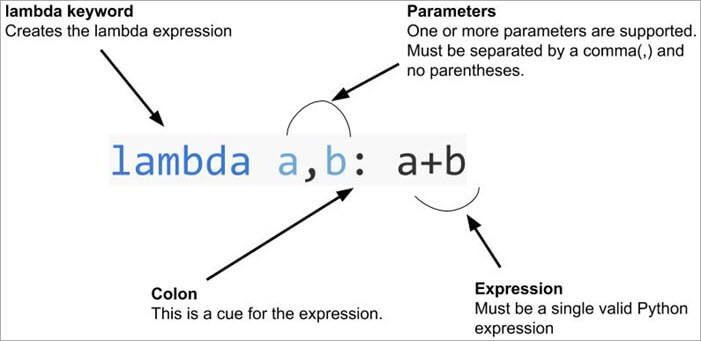 lambda keyword
Creates the lambda expression
Parameters
One or more parameters are supported.
Must be separated by a comma(,) and
no parentheses.
lambda a,b: a+b
Colon
This is a cue for the expression.
Expression
Must be a single valid Python
expression